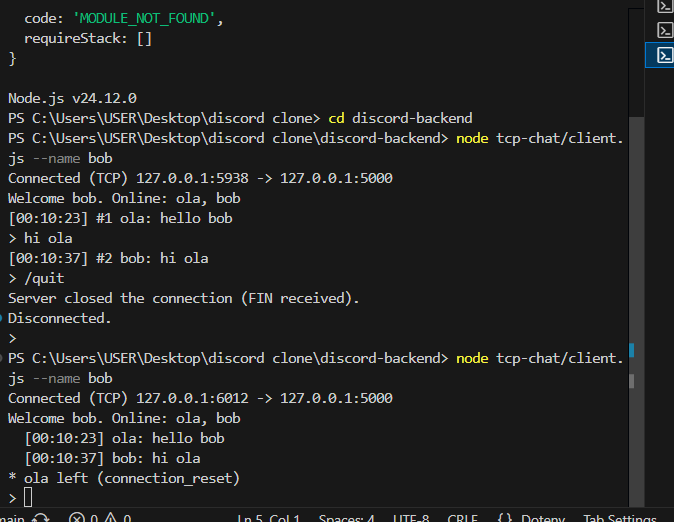 code: 'MODULE_NOT_FOUND',
requireStack: []
}
Node.js v24.12.0
PS C:\Users\USER\Desktop\discord clone> cd discord-backend
PS C:\Users\USER\Desktop\discord clone\discord-backend> node tcp-chat/client.
js --name bob
Connected (TCP) 127.0.0.1:5938 -> 127.0.0.1:5000
Welcome bob. Online: ola, bob
[00:10:23] #1 ola: hello bob
> hi ola
[00:10:37] #2 bob: hi ola
> /quit
Server closed the connection (FIN received).
Disconnected.
>
PS C:\Users\USER\Desktop\discord clone\discord-backend> node tcp-chat/client.
js --name bob
Connected (TCP) 127.0.0.1:6012 -> 127.0.0.1:5000
Welcome bob. Online: ola, bob
[00:10:23] ola: hello bob
[00:10:37] bob: hi ola
* ola left (connection_reset)
>
main 0 0 Ln 5, Col 1 Spaces: 4 UTF-8 CRLF {} Dotenv Tab Settings